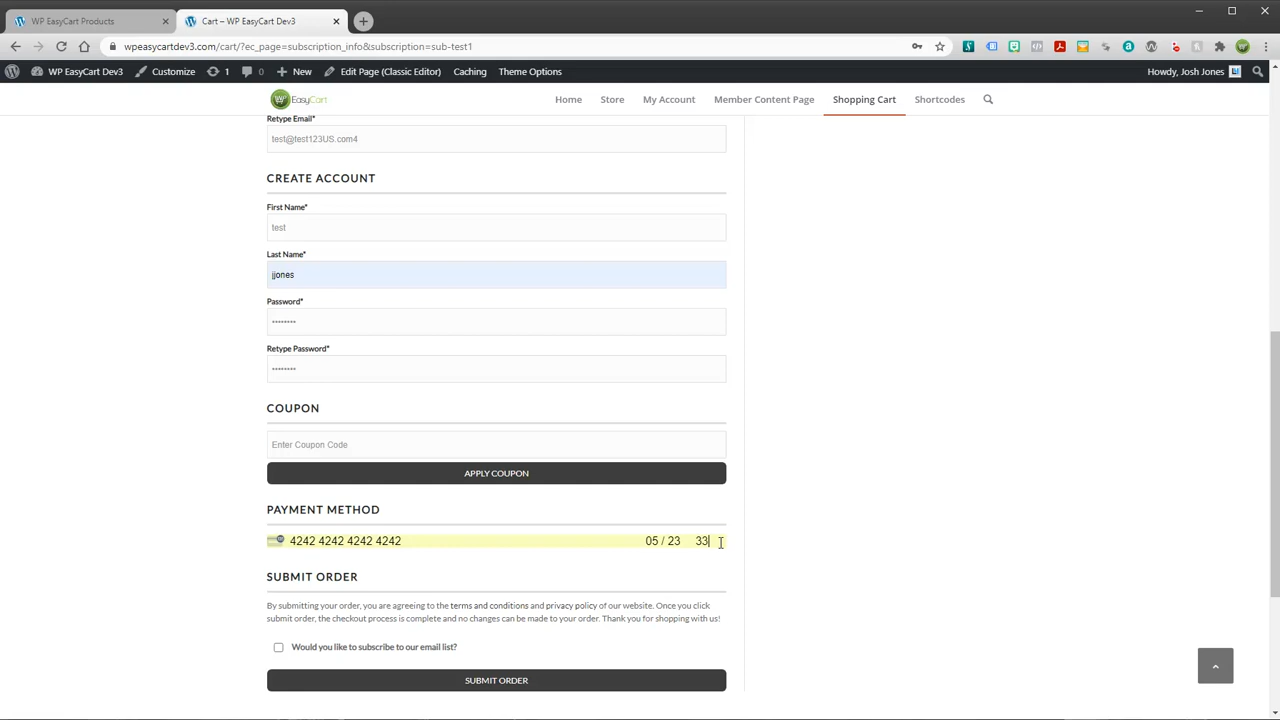 WP EasyCart Products
Cart – WP EasyCart Dev3
wpeasycartdev3.com/cart/?ec_page=subscription_info&subscription=sub-test1
WP EasyCart Dev3
Customize
1
0
New
Edit Page (Classic Editor)
Caching
Theme Options
Howdy, Josh Jones
WP EasyCart
Home
Store
My Account
Member Content Page
Shopping Cart
Shortcodes
Retype Email*
test@test123US.com4
CREATE ACCOUNT
First Name*
test
Last Name*
jjones
Password*
********
Retype Password*
********
COUPON
Enter Coupon Code
APPLY COUPON
PAYMENT METHOD
4242 4242 4242 4242 05 / 23 33
SUBMIT ORDER
By submitting your order, you are agreeing to the terms and conditions and privacy policy of our website. Once you click
submit order, the checkout process is complete and no changes can be made to your order. Thank you for shopping with us!
Would you like to subscribe to our email list?
SUBMIT ORDER